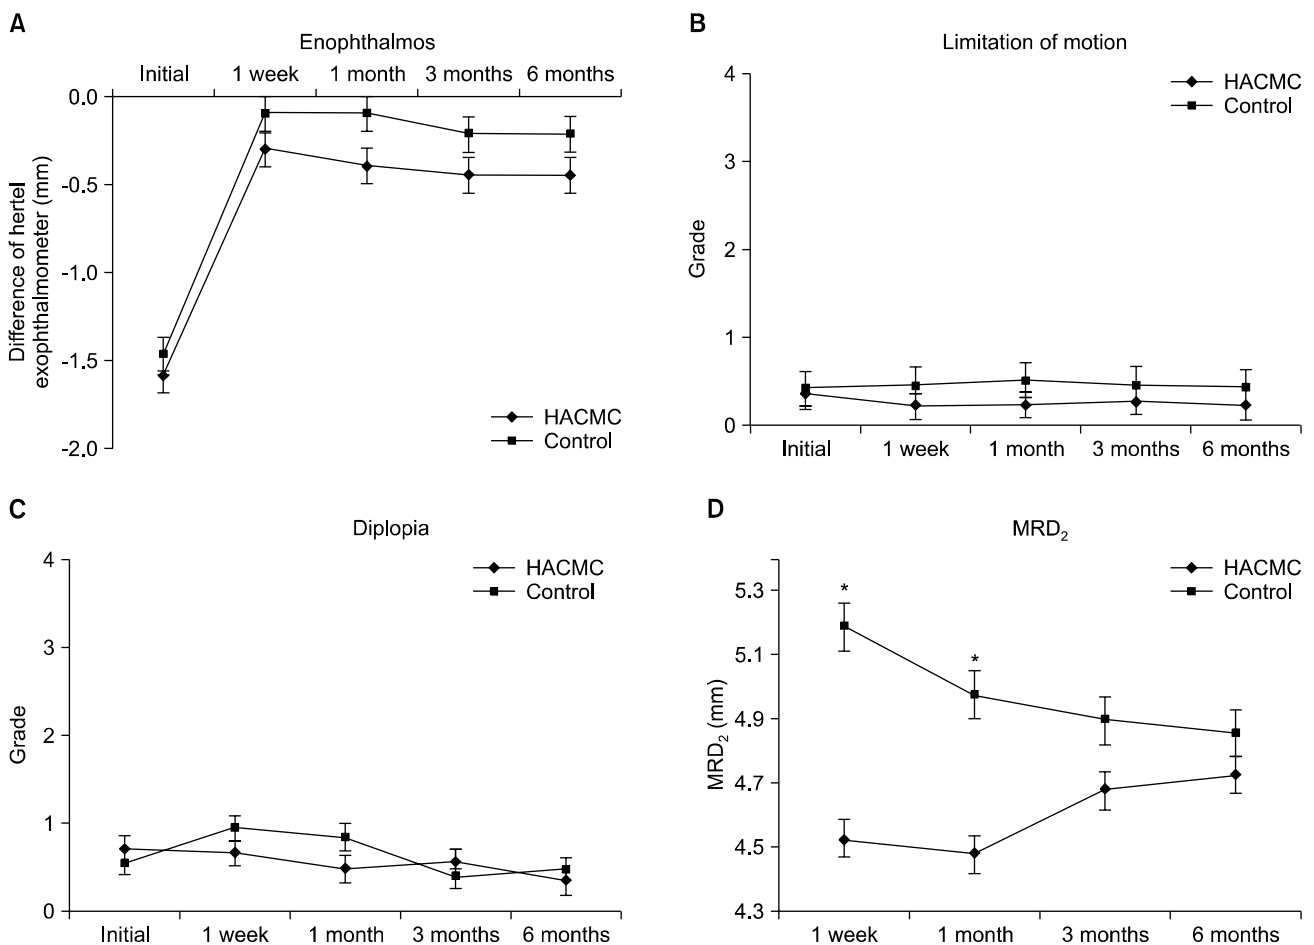 A
Enophthalmos
Initial 1 week 1 month 3 months 6 months
0.0
-0.5
-1.0
-1.5
-2.0
Difference of hertel
exophthalmometer (mm)
HACMC
Control
B
Limitation of motion
4
3
2
1
0
Grade
HACMC
Control
Initial 1 week 1 month 3 months 6 months
C
Diplopia
4
3
2
1
0
Grade
HACMC
Control
Initial 1 week 1 month 3 months 6 months
D
MRD₂
5.3
5.1
4.9
4.7
4.5
4.3
MRD₂ (mm)
HACMC
Control
*
*
1 week 1 month 3 months 6 months